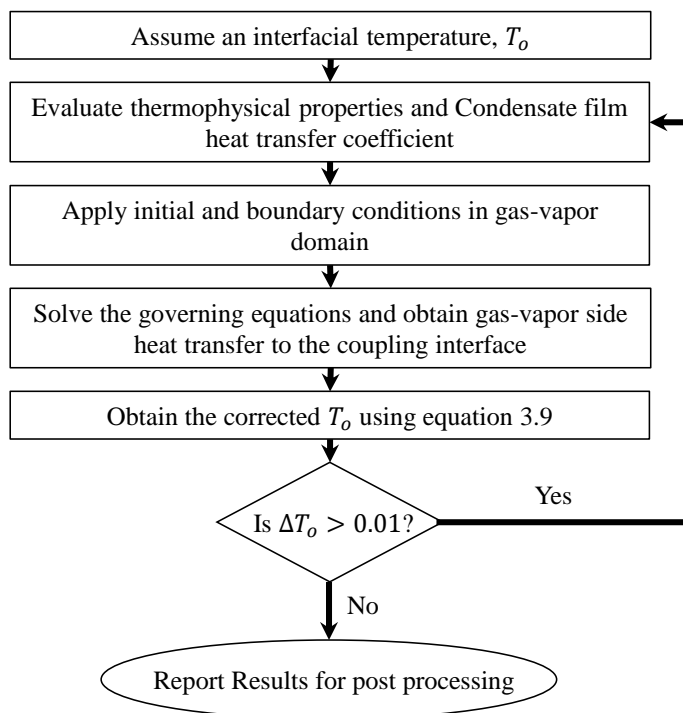 Assume an interfacial temperature, T_o
Evaluate thermophysical properties and Condensate film
heat transfer coefficient
Apply initial and boundary conditions in gas-vapor
domain
Solve the governing equations and obtain gas-vapor side
heat transfer to the coupling interface
Obtain the corrected T_o using equation 3.9
Is ΔT_o > 0.01?
Yes
No
Report Results for post processing